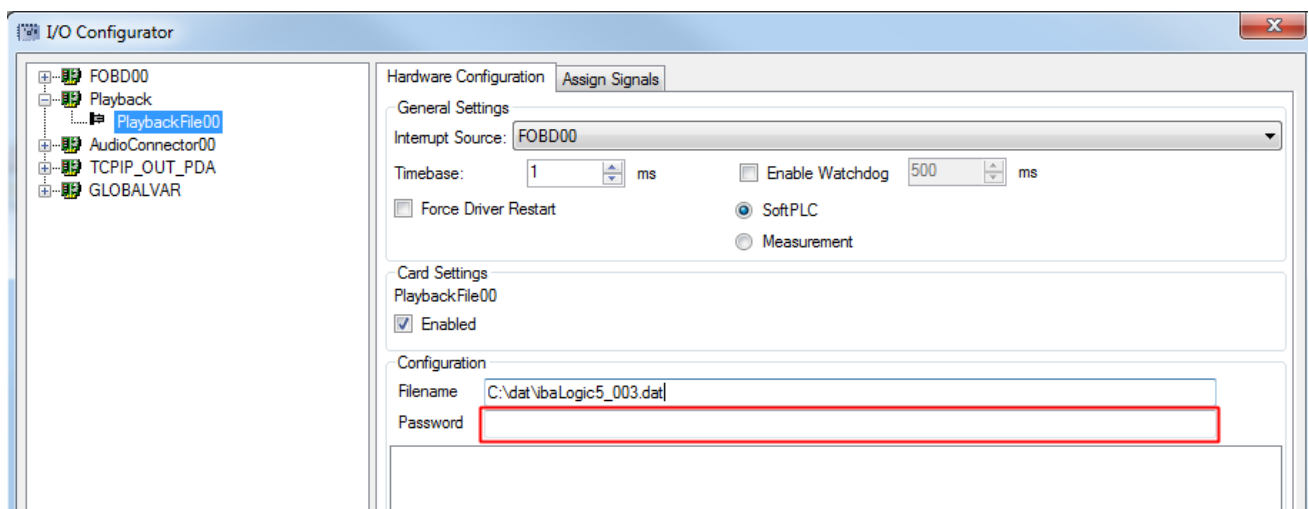 I/O Configurator
FOBD00
Playback
PlaybackFile00
AudioConnector00
TCPIP_OUT_PDA
GLOBALVAR
Hardware Configuration Assign Signals
General Settings
Interrupt Source: FOBD00
Timebase: 1 ms Enable Watchdog 500 ms
Force Driver Restart SoftPLC
Measurement
Card Settings
PlaybackFile00
Enabled
Configuration
Filename C:\dat\ibaLogic5_003.dat
Password